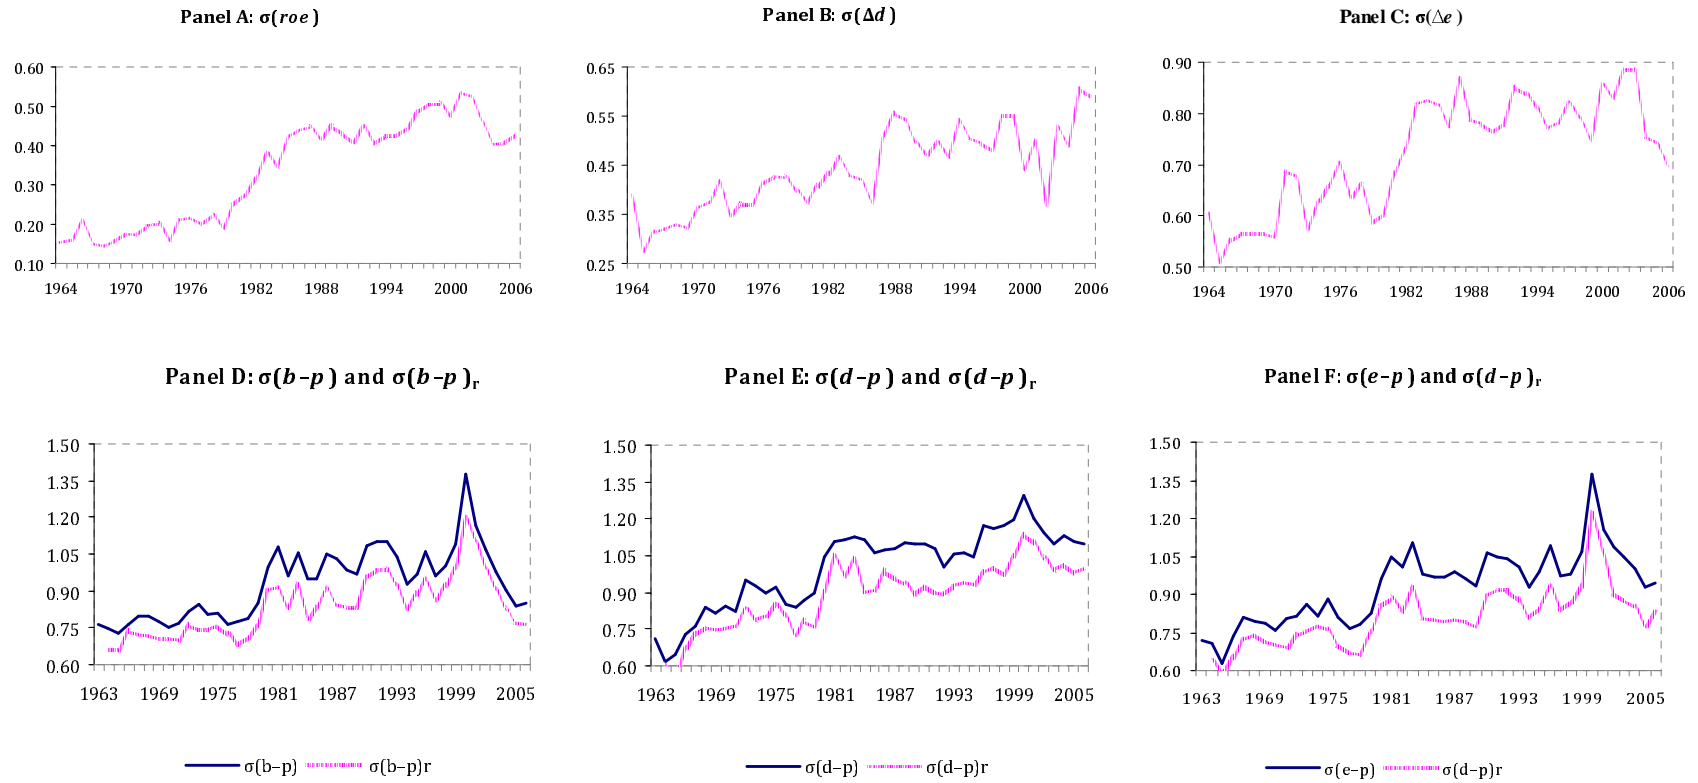 Panel A: σ(roe)
0.60
0.50
0.40
0.30
0.20
0.10
1964 1970 1976 1982 1988 1994 2000 2006
Panel B: σ(Δd)
0.65
0.55
0.45
0.35
0.25
1964 1970 1976 1982 1988 1994 2000 2006
Panel C: σ(Δe)
0.90
0.80
0.70
0.60
0.50
1964 1970 1976 1982 1988 1994 2000 2006
Panel D: σ(b–p) and σ(b–p)r
1.50
1.35
1.20
1.05
0.90
0.75
0.60
1963 1969 1975 1981 1987 1993 1999 2005
σ(b–p) σ(b–p)r
Panel E: σ(d–p) and σ(d–p)r
1.50
1.35
1.20
1.05
0.90
0.75
0.60
1963 1969 1975 1981 1987 1993 1999 2005
σ(d–p) σ(d–p)r
Panel F: σ(e–p) and σ(d–p)r
1.50
1.35
1.20
1.05
0.90
0.75
0.60
1963 1969 1975 1981 1987 1993 1999 2005
σ(e–p) σ(d–p)r